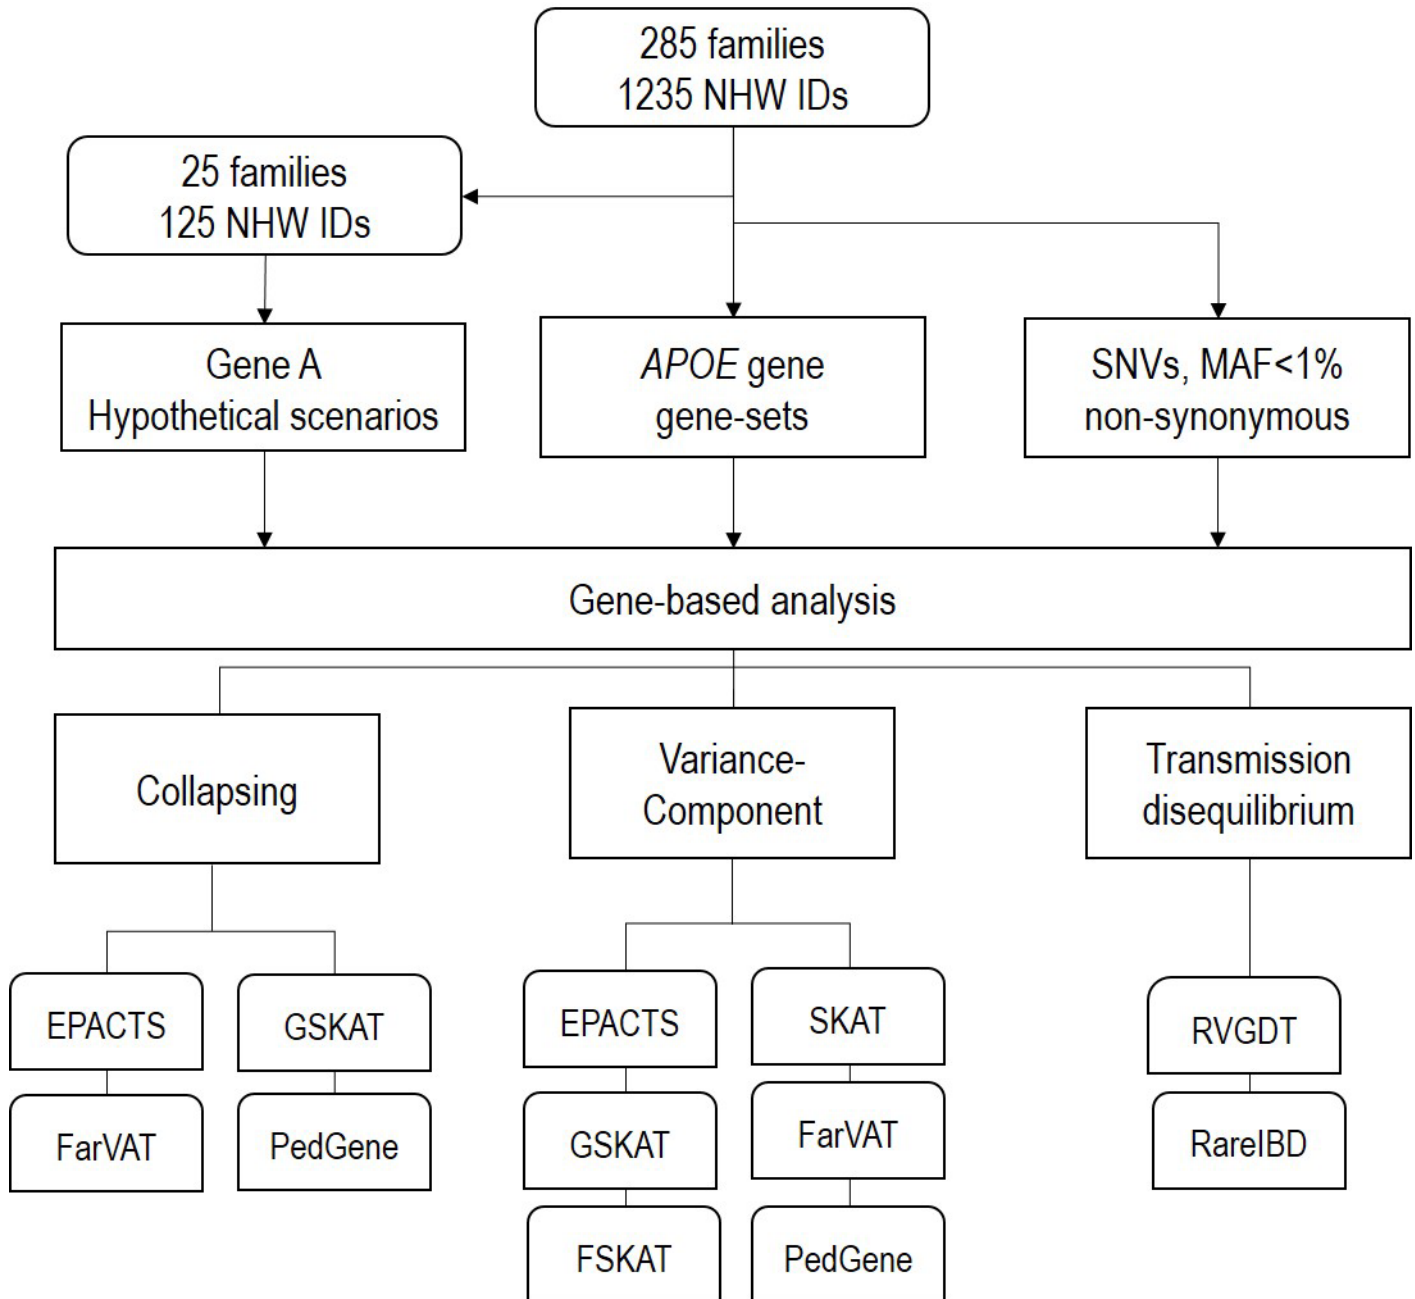 285 families
1235 NHW IDs
25 families
125 NHW IDs
Gene A
Hypothetical scenarios
APOE gene
gene-sets
SNVs, MAF<1%
non-synonymous
Gene-based analysis
Collapsing
Variance-
Component
Transmission
disequilibrium
EPACTS
GSKAT
FarVAT
PedGene
EPACTS
SKAT
GSKAT
FarVAT
FSKAT
PedGene
RVGDT
RareIBD